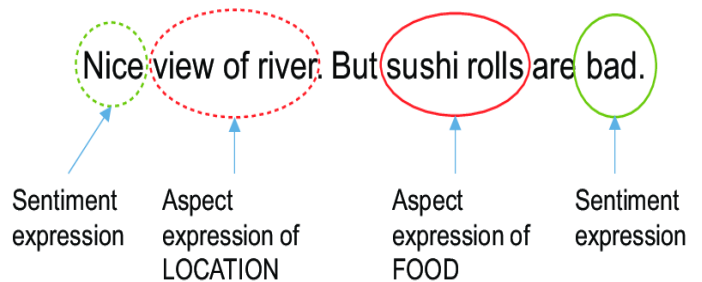 Nice view of river. But sushi rolls are bad.
Sentiment expression
Aspect expression of LOCATION
Aspect expression of FOOD
Sentiment expression